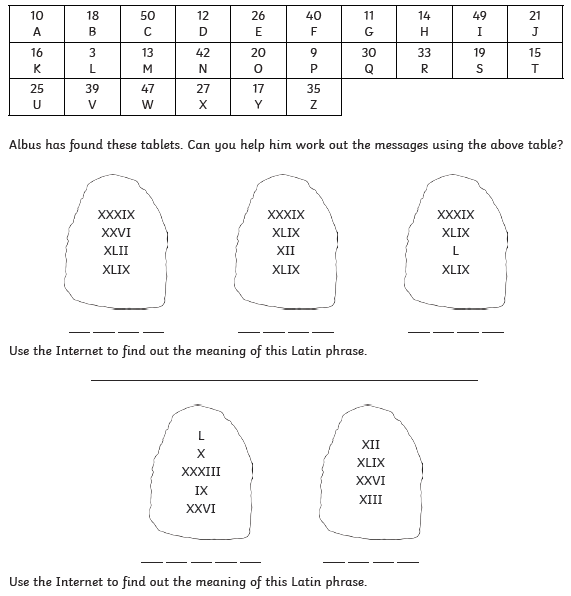 10 18 50 12 26 40 11 14 49 21
A B C D E F G H I J
16 3 13 42 20 9 30 33 19 15
K L M N O P Q R S T
25 39 47 27 17 35
U V W X Y Z
Albus has found these tablets. Can you help him work out the messages using the above table?
XXXIX XXXIX XXXIX
XXVI XLIX XLIX
XLII XII L
XLIX XLIX XLIX
Use the Internet to find out the meaning of this Latin phrase.
L
X
XXXIII
IX
XXVI
XII
XLIX
XXVI
XIII
Use the Internet to find out the meaning of this Latin phrase.